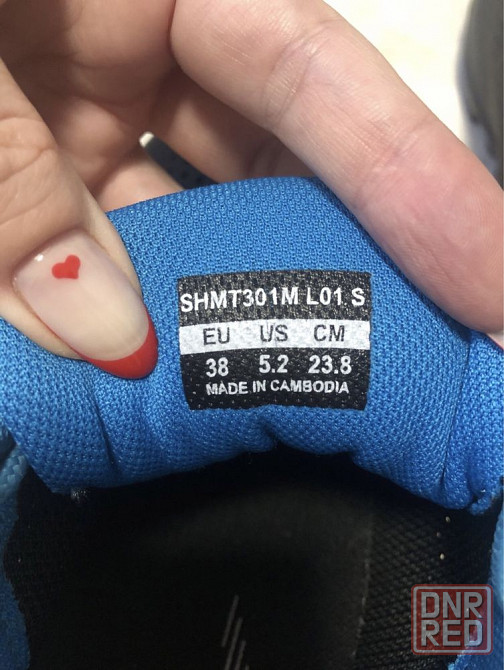 SHMT301M L01 S
EU US CM
38 5.2 23.8
MADE IN CAMBODIA
DNR
RED